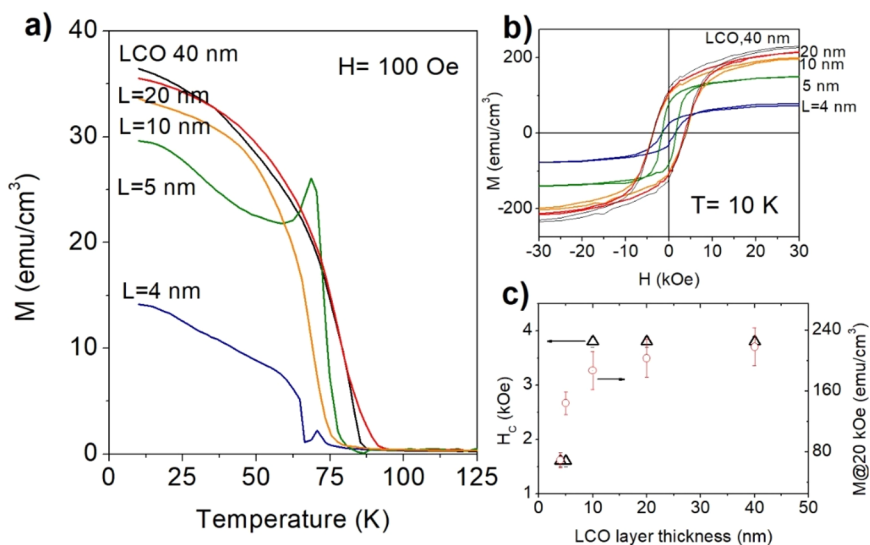 a)
LCO 40 nm
H= 100 Oe
L=20 nm
L=10 nm
L=5 nm
L=4 nm
M (emu/cm³)
40
30
20
10
0
0 25 50 75 100 125
Temperature (K)
b)
LCO,40 nm
20 nm
10 nm
5 nm
L=4 nm
M (emu/cm³)
200
0
-200
T= 10 K
-30 -20 -10 0 10 20 30
H (kOe)
c)
H_C (kOe)
4
3
2
1
240
160
80
M@20 kOe (emu/cm³)
0 10 20 30 40 50
LCO layer thickness (nm)